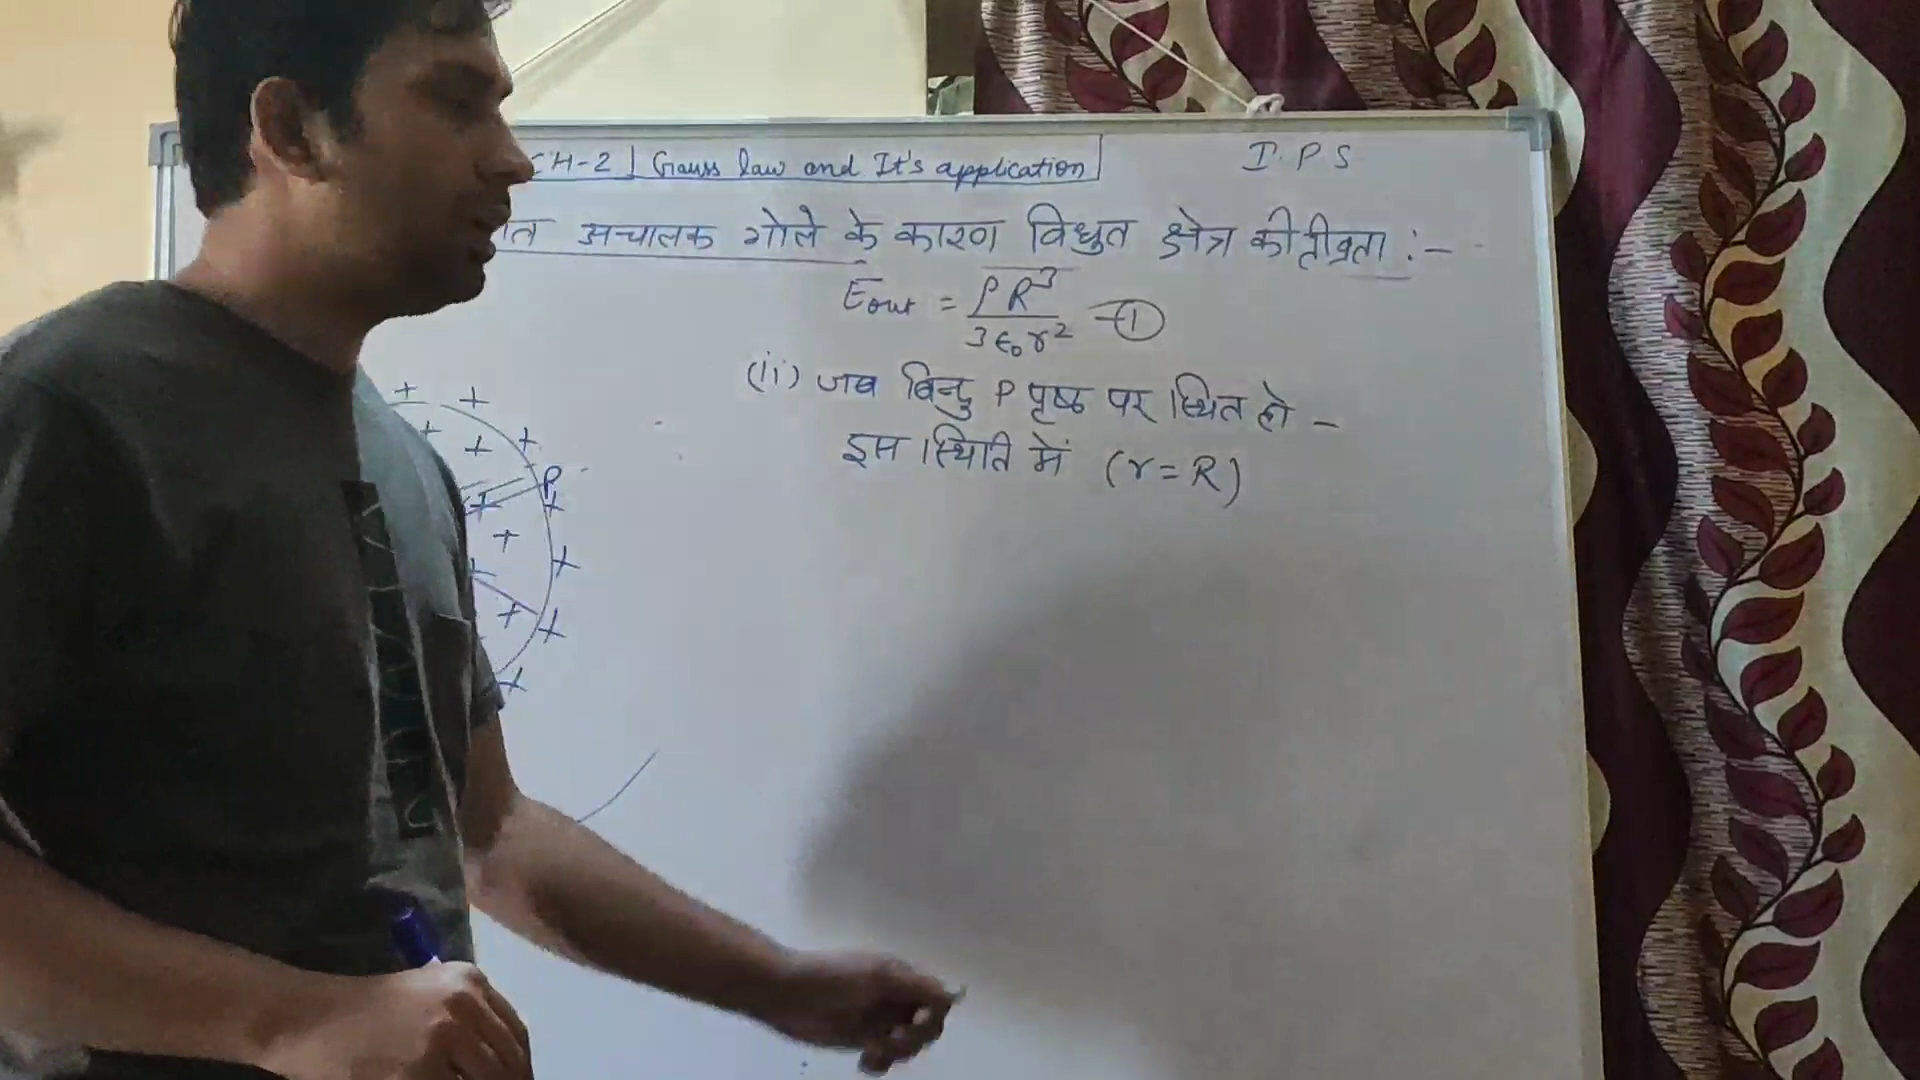 CH-2 | Gauss law and It's application
I.P.S
अचालक गोले के कारण विधुत क्षेत्र की तीव्रता :-
Eout = ρR³ / 3ϵ₀r² — ①
(ii) जब बिन्दु P पृष्ठ पर स्थित हो -
इस स्थिति में (r = R)
P